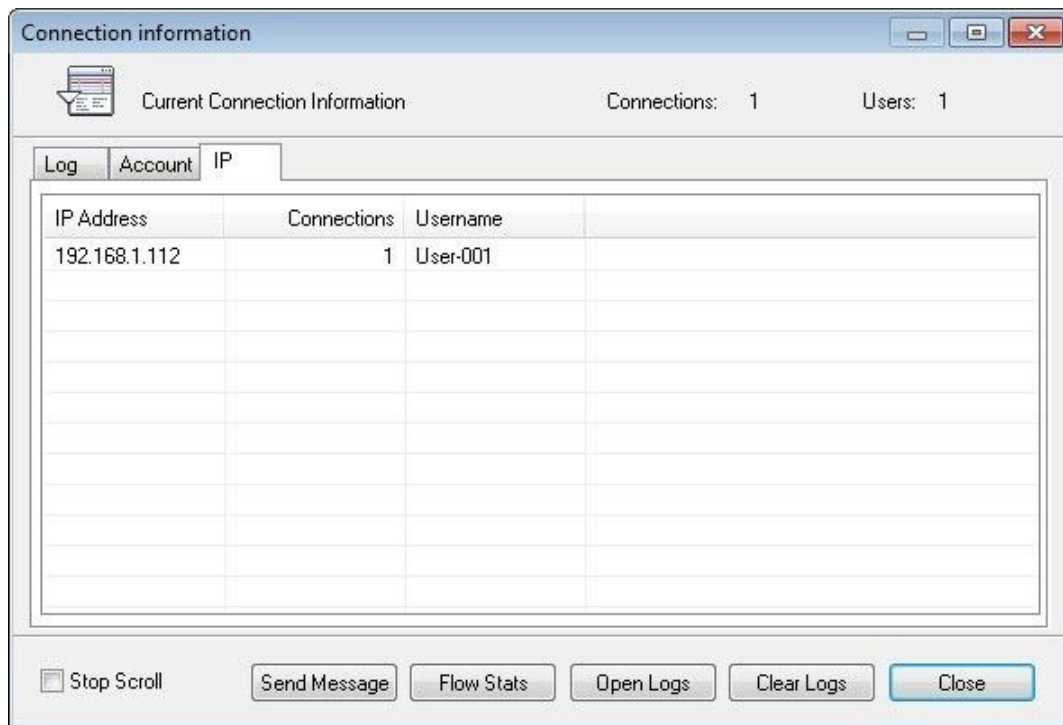 Connection information
Current Connection Information Connections: 1 Users: 1
Log Account IP
IP Address Connections Username
192.168.1.112 1 User-001
Stop Scroll Send Message Flow Stats Open Logs Clear Logs Close